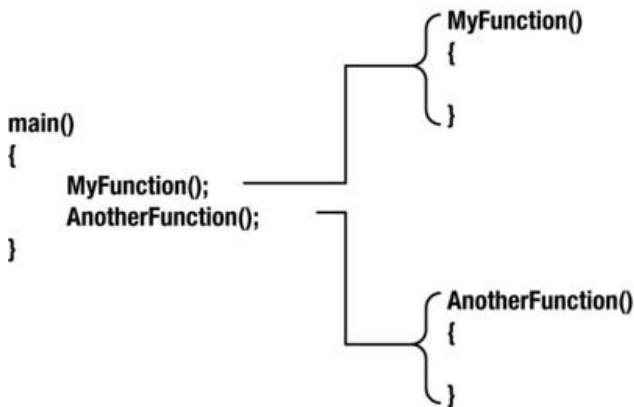 MyFunction()
{
}
main()
{
MyFunction();
AnotherFunction();
}
AnotherFunction()
{
}